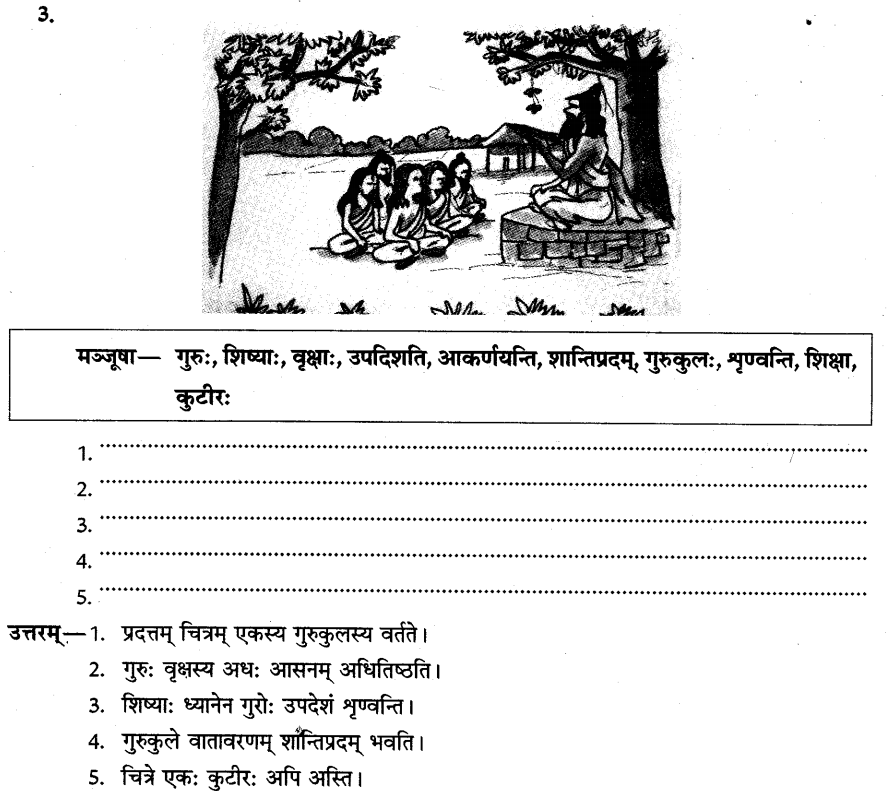 3.
मञ्जूषा— गुरुः, शिष्याः, वृक्षाः, उपदिशति, आकर्णयन्ति, शान्तिप्रदम्, गुरुकुलः, शृण्वन्ति, शिक्षा,
कुटीरः
1.
2.
3.
4.
5.
उत्तरम्—1. प्रदत्तम् चित्रम् एकस्य गुरुकुलस्य वर्तते।
2. गुरुः वृक्षस्य अधः आसनम् अधितिष्ठति।
3. शिष्याः ध्यानेन गुरोः उपदेशं शृण्वन्ति।
4. गुरुकुले वातावरणम् शान्तिप्रदम् भवति।
5. चित्रे एकः कुटीरः अपि अस्ति।